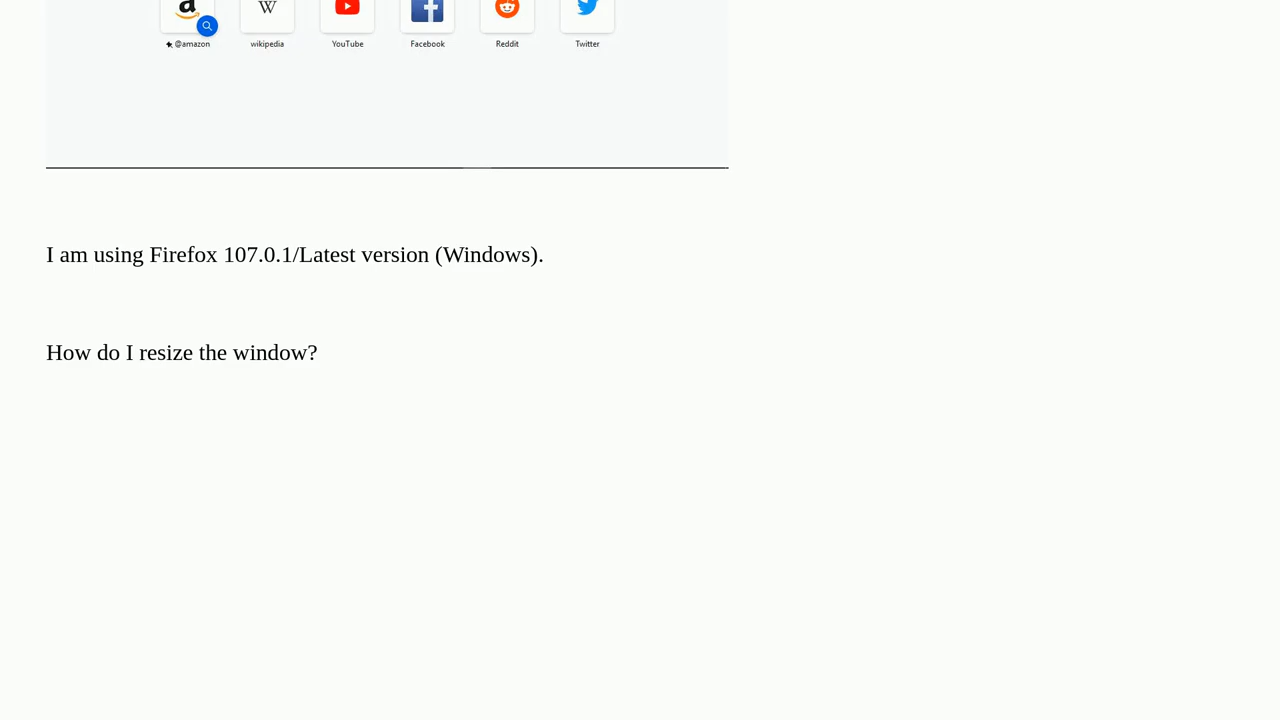 @amazon wikipedia YouTube Facebook Reddit Twitter
I am using Firefox 107.0.1/Latest version (Windows).
How do I resize the window?